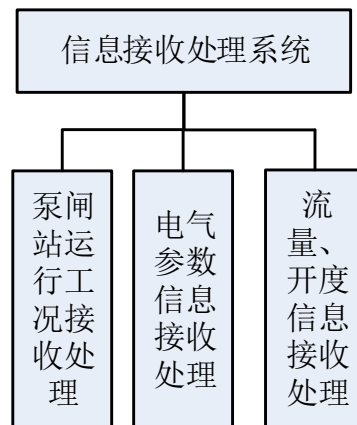 信息接收处理系统
泵闸
站运
行工
况接
收处
理
电气
参数
信息
接收
处理
流
量、
开度
信息
接收
处理